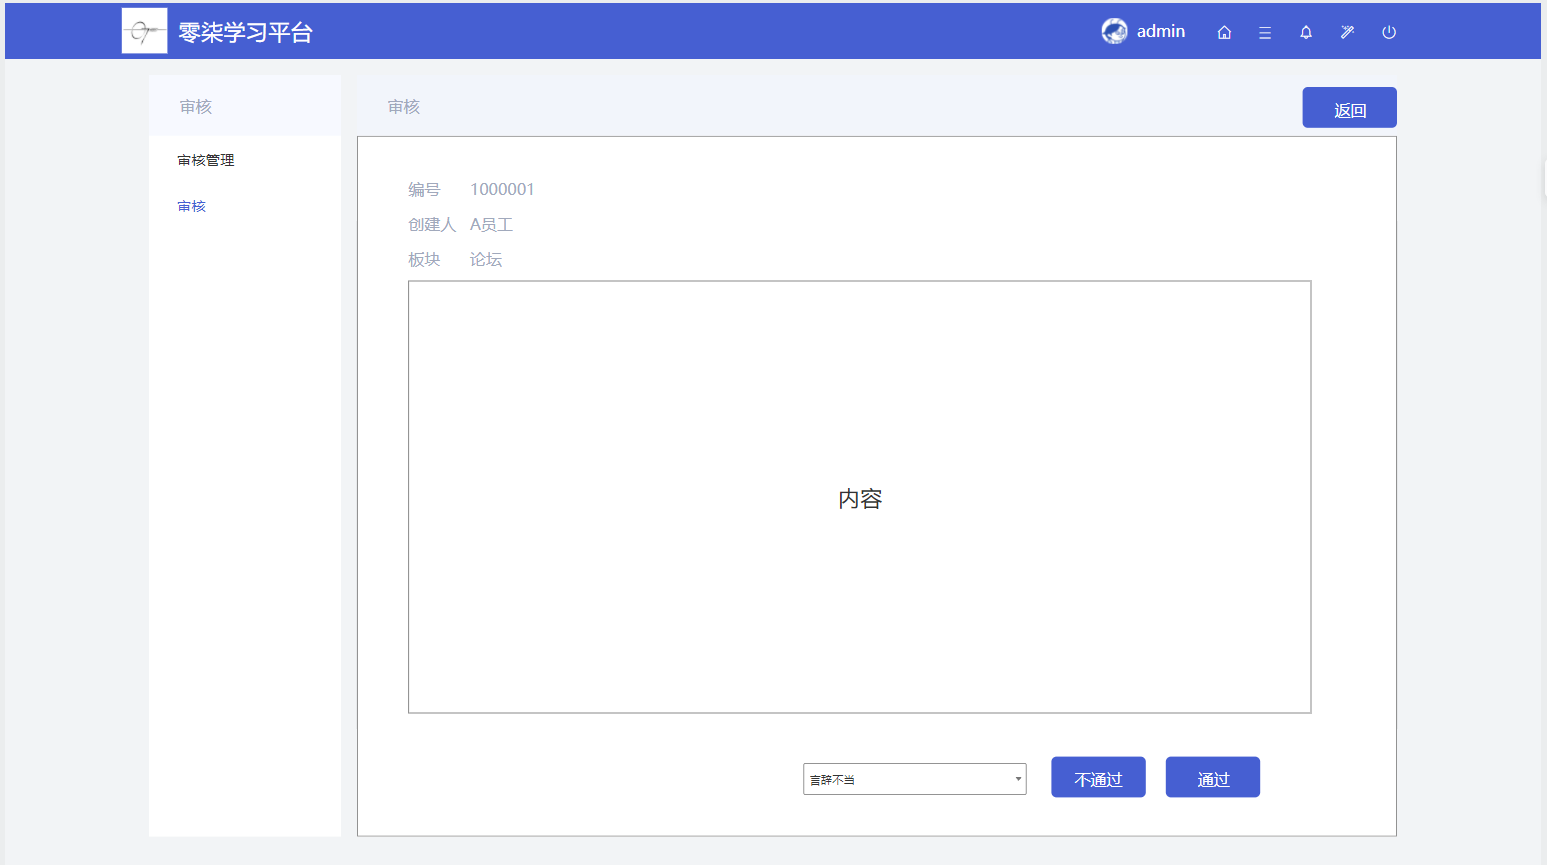 零柒学习平台
admin
审核
审核管理
审核
审核
返回
编号 1000001
创建人 A员工
板块 论坛
内容
言辞不当
不通过
通过